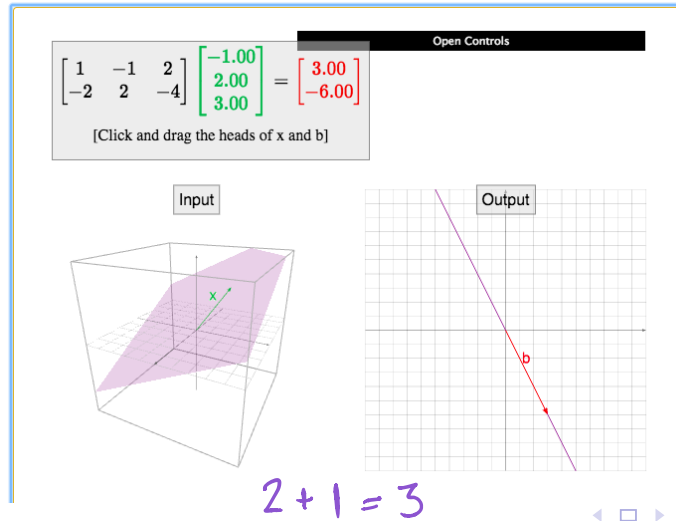 Open Controls
[1 -1 2] [-1.00] [3.00]
[-2 2 -4] [2.00] = [-6.00]
[3.00]
[Click and drag the heads of x and b]
Input
Output
x
b
2 + 1 = 3